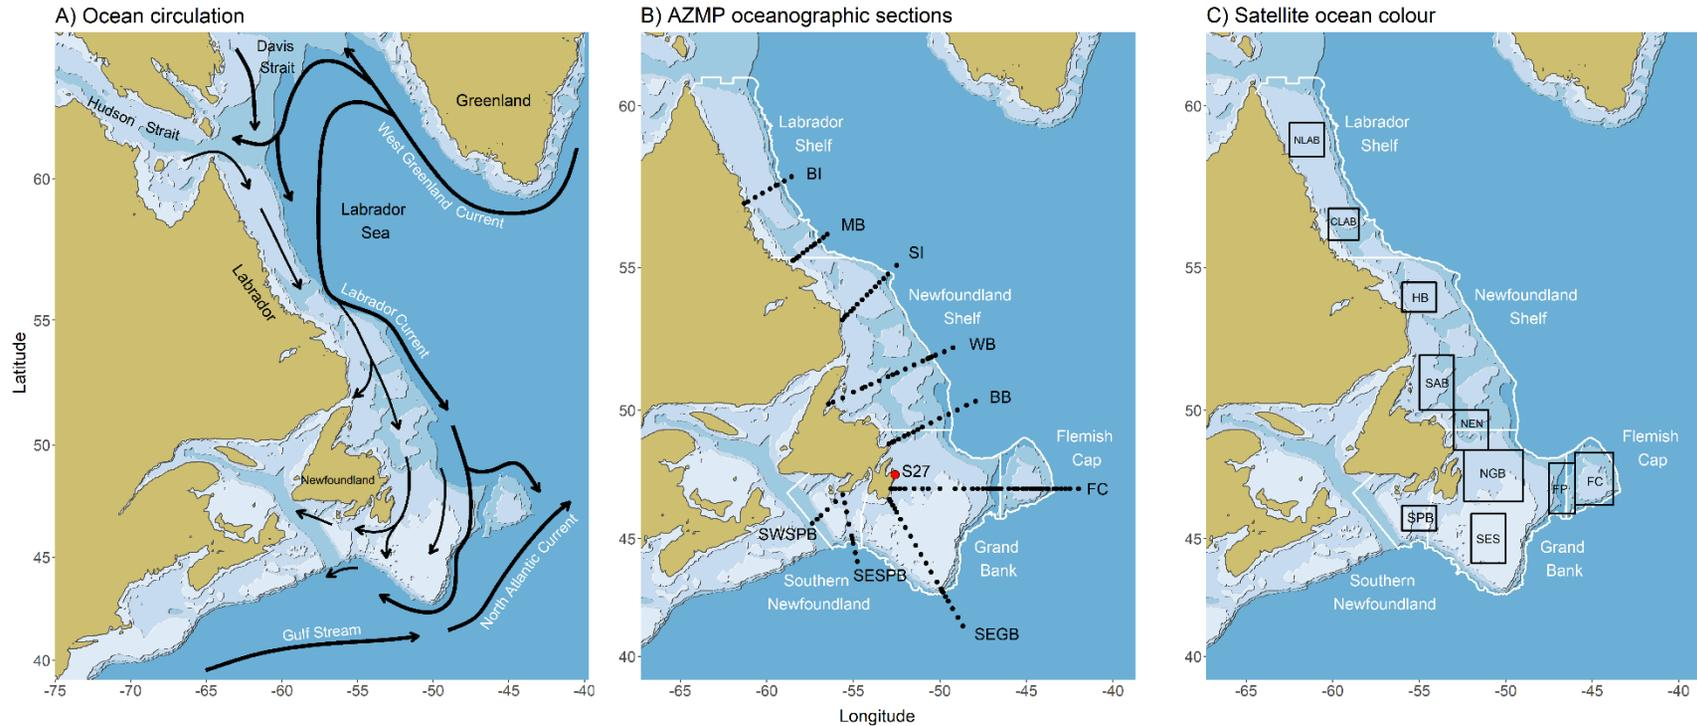 A) Ocean circulation
Davis
Strait
Hudson Strait
Greenland
West Greenland Current
Labrador
Sea
Labrador
Labrador Current
Newfoundland
Gulf Stream
North Atlantic Current
60
55
50
45
40
-75
-70
-65
-60
-55
-50
-45
-40
Latitude
B) AZMP oceanographic sections
Labrador
Shelf
BI
MB
SI
Newfoundland
Shelf
WB
BB
Flemish
Cap
S27
FC
SWSPB
SESPB
Grand
Bank
Southern
Newfoundland
SEGB
60
55
50
45
40
-65
-60
-55
-50
-45
-40
Longitude
C) Satellite ocean colour
NLAB
Labrador
Shelf
CLAB
HB
Newfoundland
Shelf
SAB
NEN
Flemish
Cap
NGB
FP
FC
SPB
SES
Grand
Bank
Southern
Newfoundland
60
55
50
45
40
-65
-60
-55
-50
-45
-40